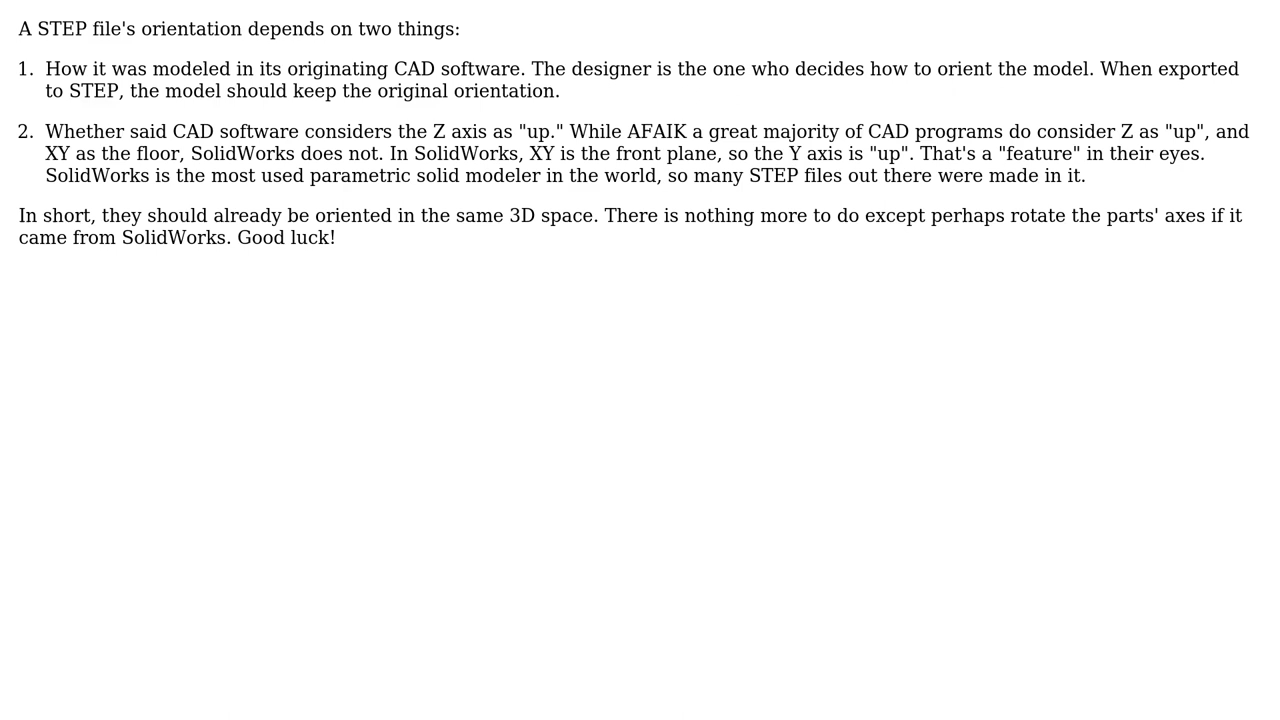 A STEP file's orientation depends on two things:
1. How it was modeled in its originating CAD software. The designer is the one who decides how to orient the model. When exported
to STEP, the model should keep the original orientation.
2. Whether said CAD software considers the Z axis as "up." While AFAIK a great majority of CAD programs do consider Z as "up", and
XY as the floor, SolidWorks does not. In SolidWorks, XY is the front plane, so the Y axis is "up". That's a "feature" in their eyes.
SolidWorks is the most used parametric solid modeler in the world, so many STEP files out there were made in it.
In short, they should already be oriented in the same 3D space. There is nothing more to do except perhaps rotate the parts' axes if it
came from SolidWorks. Good luck!